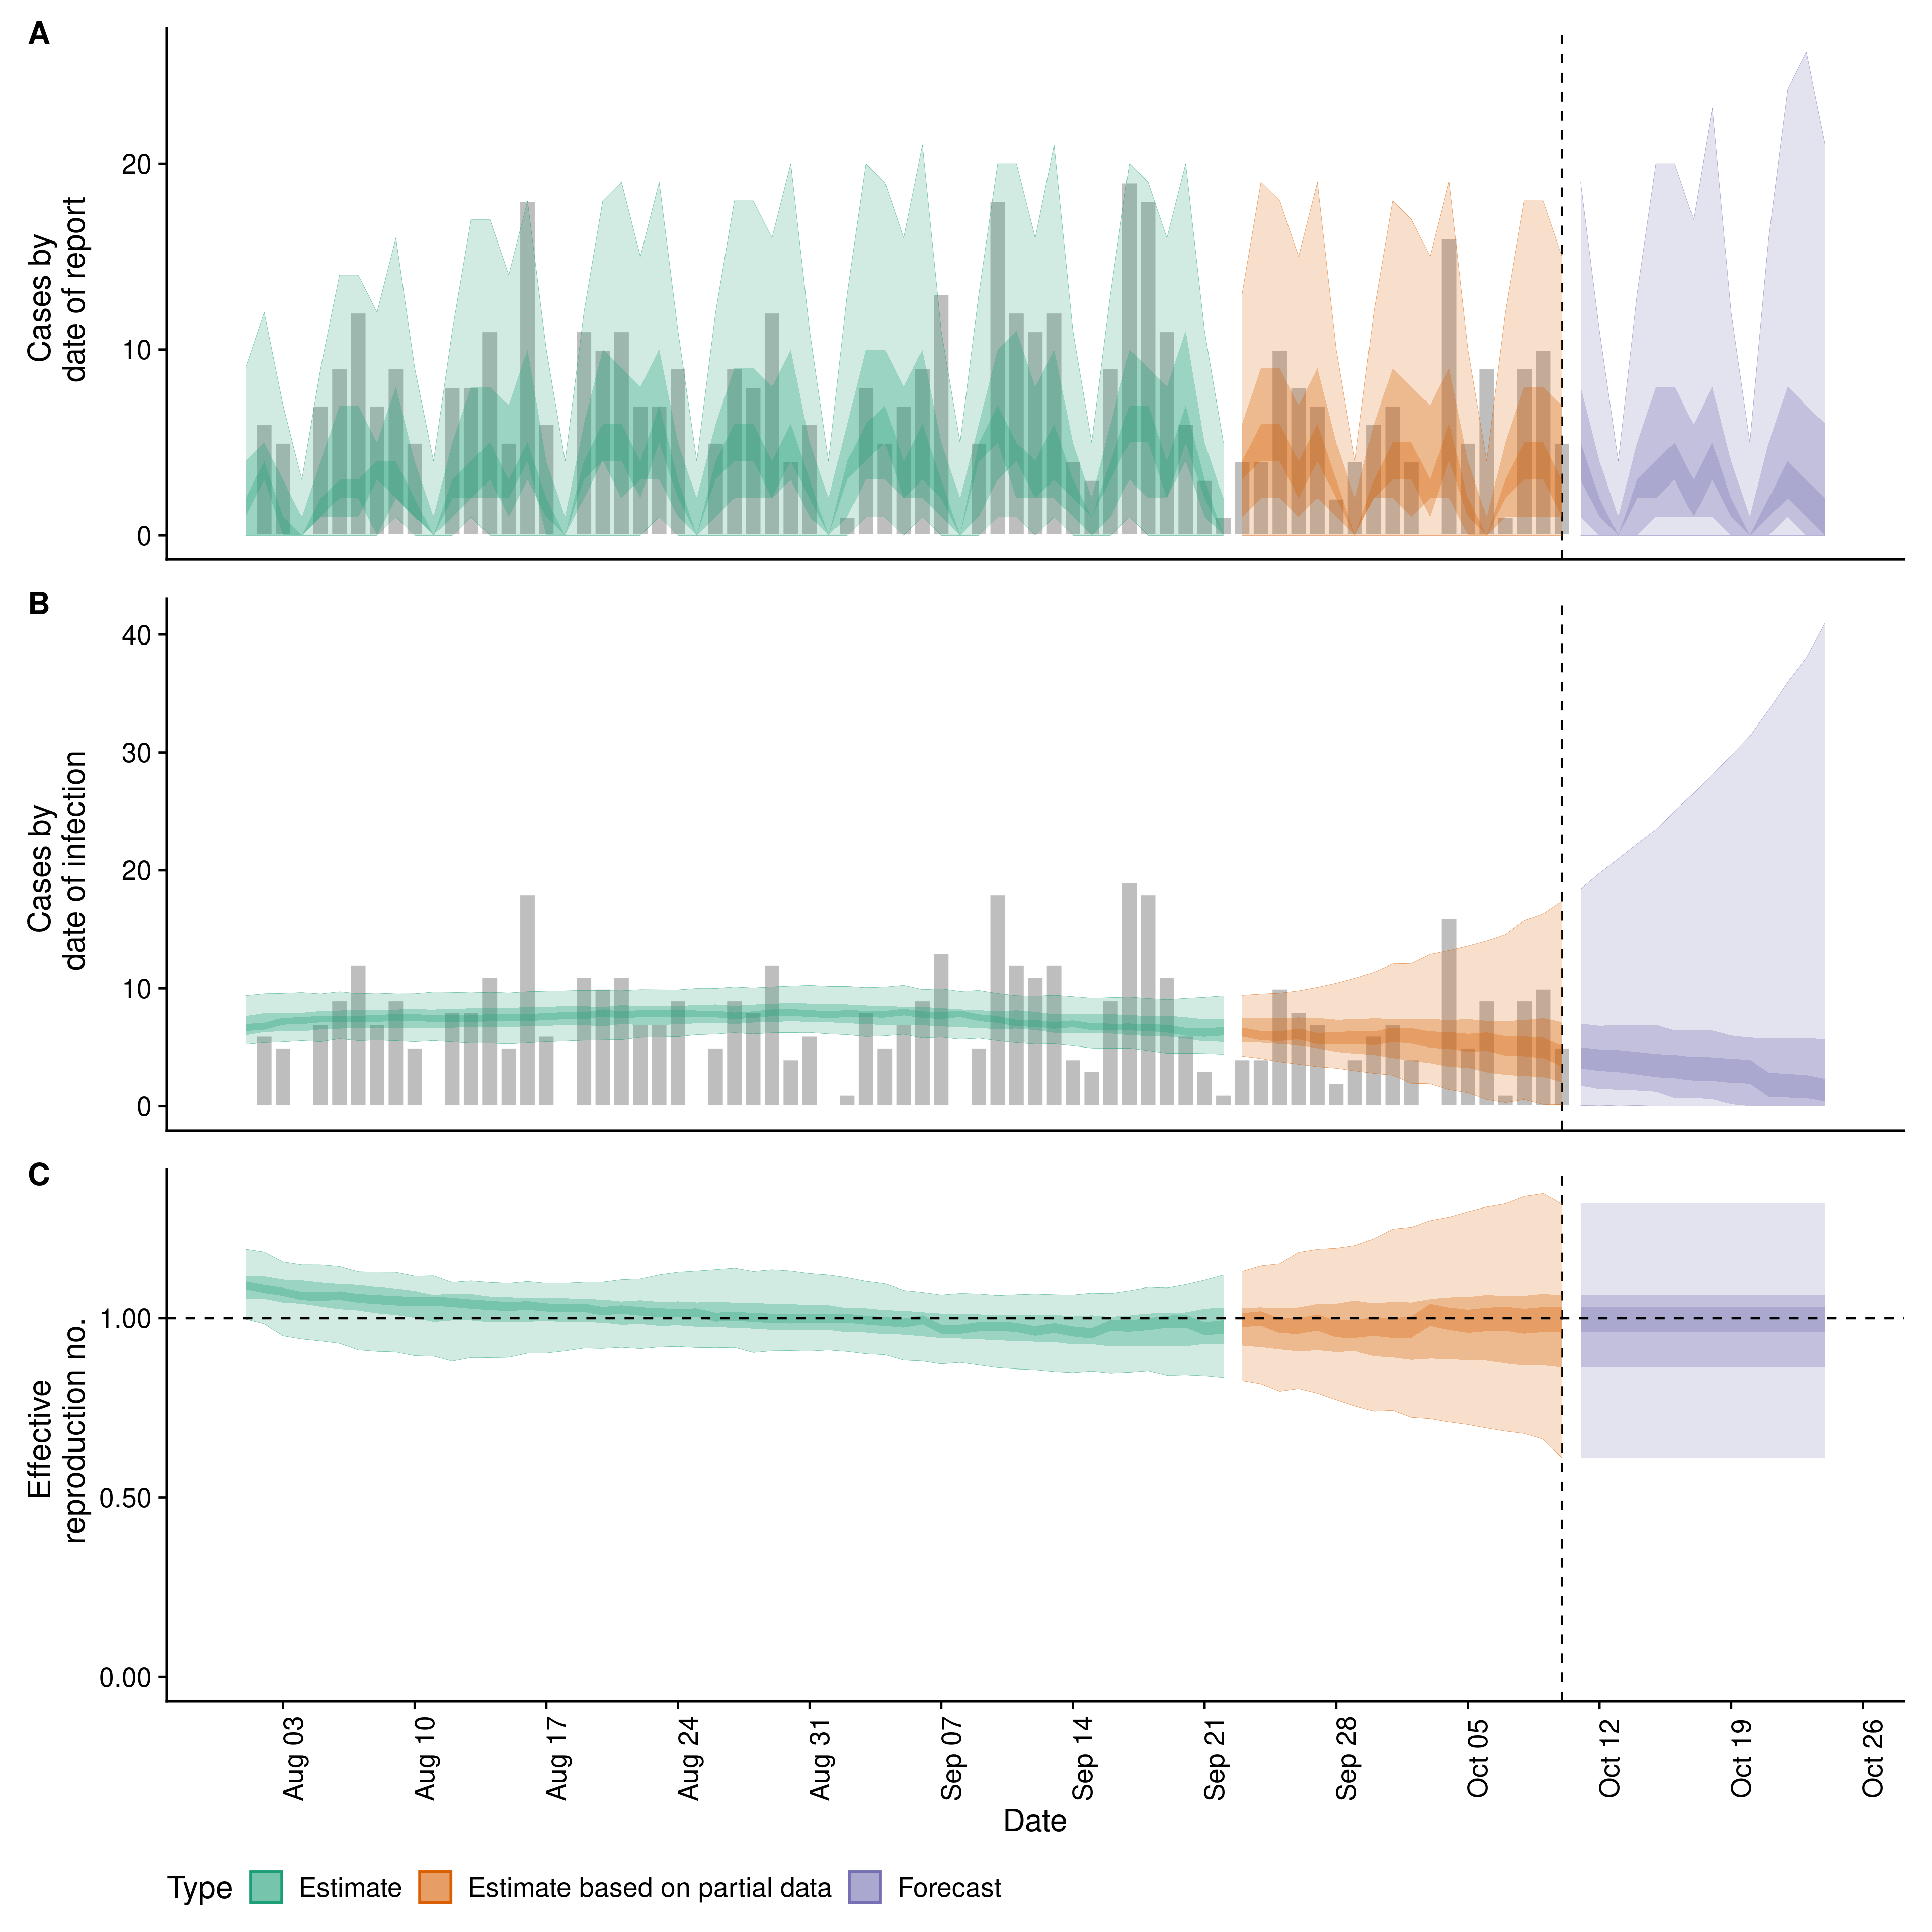 A
Cases by
date of report
20
10
0
B
Cases by
date of infection
40
30
20
10
0
C
Effective
reproduction no.
1.00
0.50
0.00
Aug 03
Aug 10
Aug 17
Aug 24
Aug 31
Sep 07
Sep 14
Sep 21
Sep 28
Oct 05
Oct 12
Oct 19
Oct 26
Date
Type Estimate Estimate based on partial data Forecast